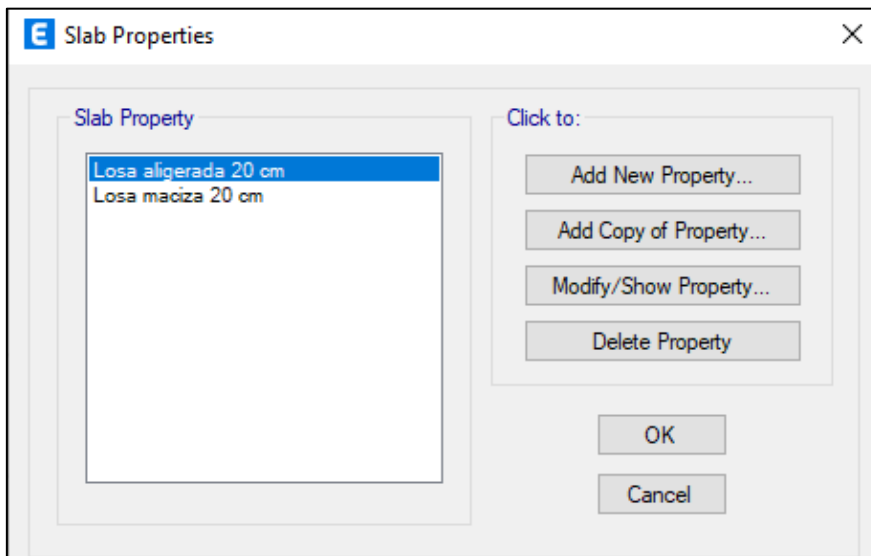 E Slab Properties
Slab Property
Losa aligerada 20 cm
Losa maciza 20 cm
Click to:
Add New Property...
Add Copy of Property...
Modify/Show Property...
Delete Property
OK
Cancel